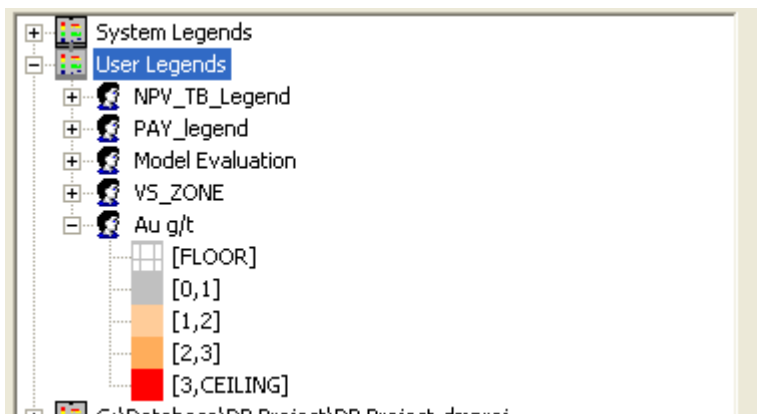 System Legends
User Legends
NPV_TB_Legend
PAY_legend
Model Evaluation
VS_ZONE
Au g/t
[FLOOR]
[0,1]
[1,2]
[2,3]
[3,CEILING]